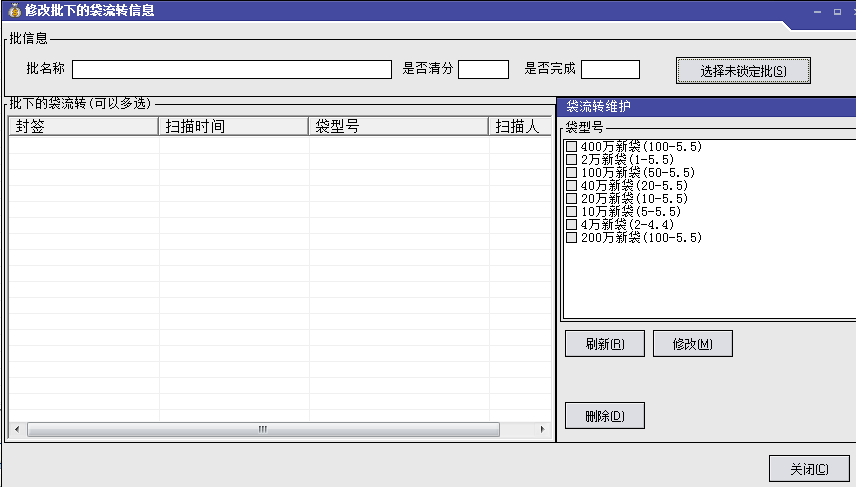 修改批下的袋流转信息
批信息
批名称 是否清分 是否完成 选择未锁定批(S)
批下的袋流转(可以多选) 袋流转维护
封签 扫描时间 袋型号 扫描人
袋型号
400万新袋(100-5.5)
2万新袋(1-5.5)
100万新袋(50-5.5)
40万新袋(20-5.5)
20万新袋(10-5.5)
10万新袋(5-5.5)
4万新袋(2-4.4)
200万新袋(100-5.5)
刷新(R) 修改(M)
删除(D)
关闭(C)